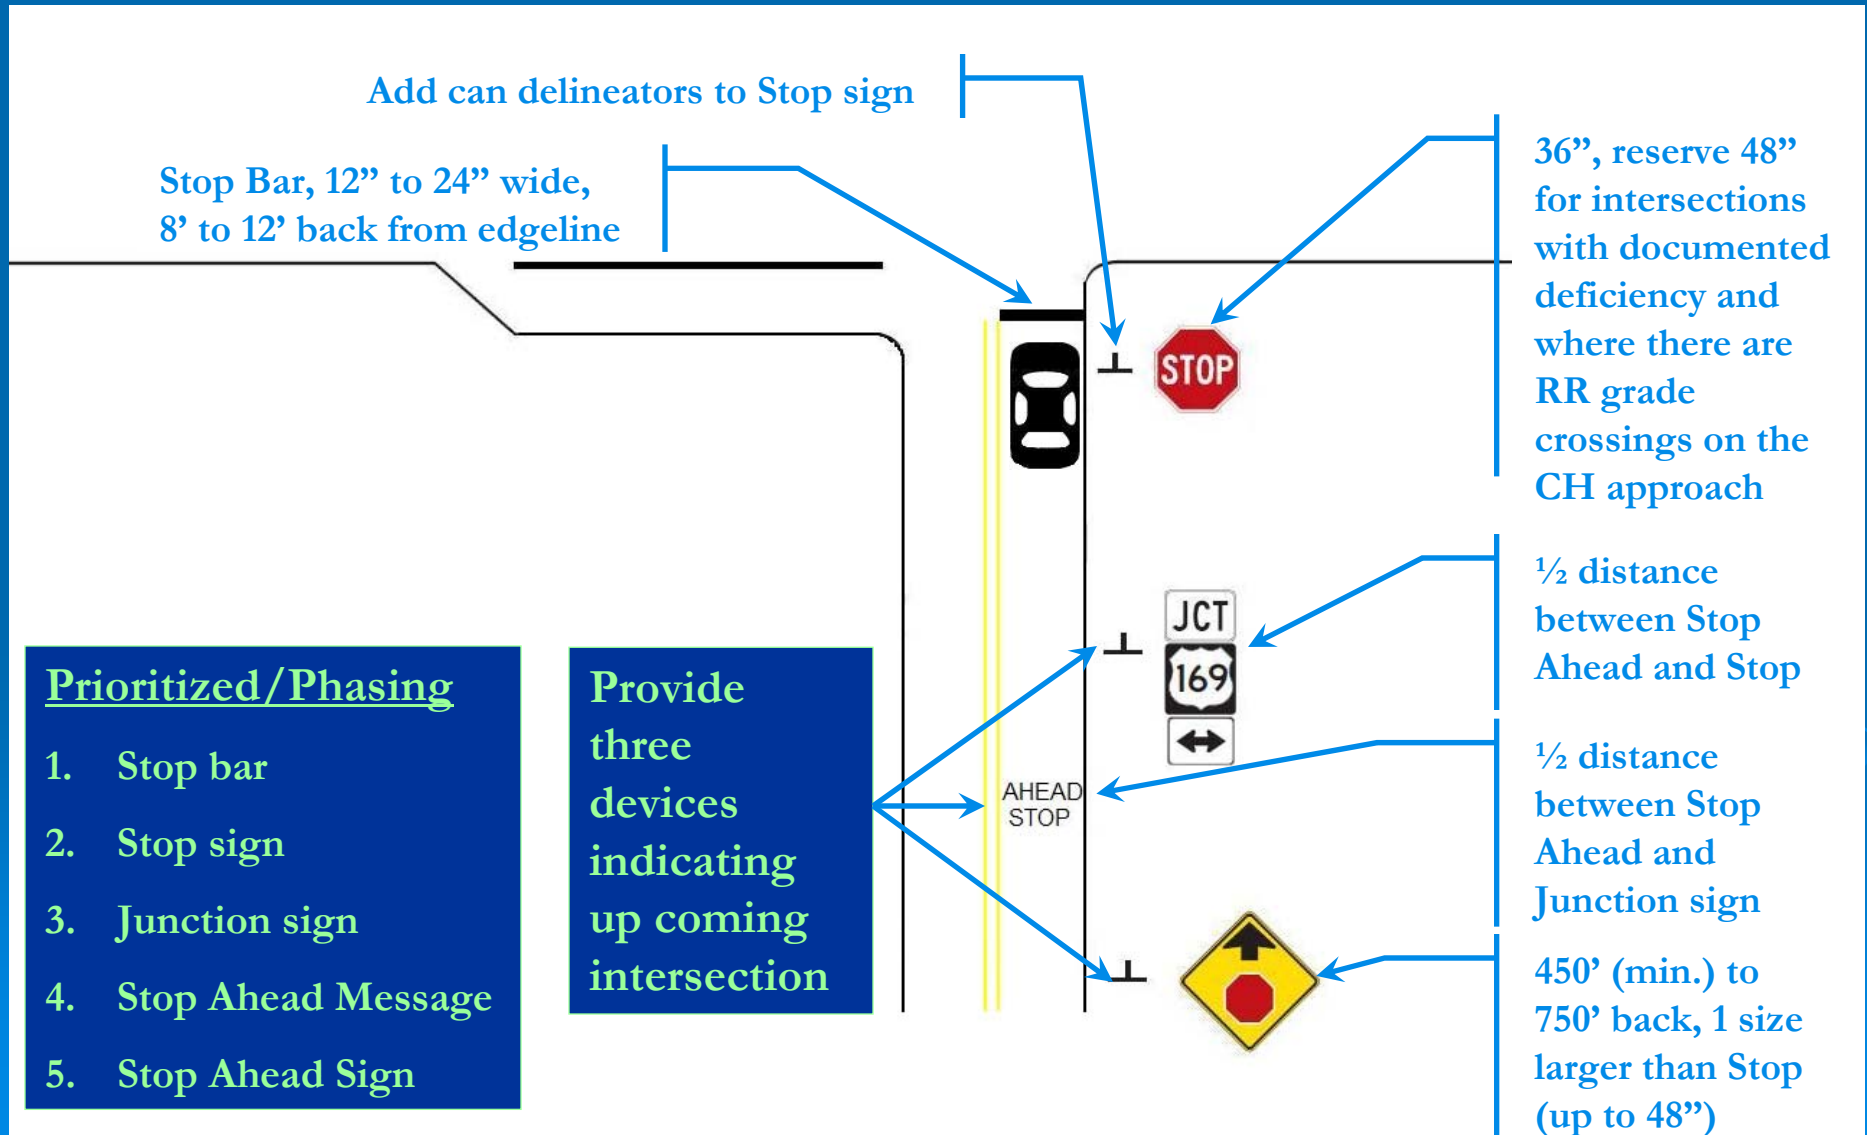 Add can delineators to Stop sign
Stop Bar, 12” to 24” wide,
8’ to 12’ back from edgeline
36”, reserve 48”
for intersections
with documented
deficiency and
where there are
RR grade
crossings on the
CH approach
STOP
½ distance
between Stop
Ahead and Stop
JCT
169
½ distance
between Stop
Ahead and
Junction sign
AHEAD
STOP
450’ (min.) to
750’ back, 1 size
larger than Stop
(up to 48”)
Prioritized/Phasing
1. Stop bar
2. Stop sign
3. Junction sign
4. Stop Ahead Message
5. Stop Ahead Sign
Provide
three
devices
indicating
up coming
intersection